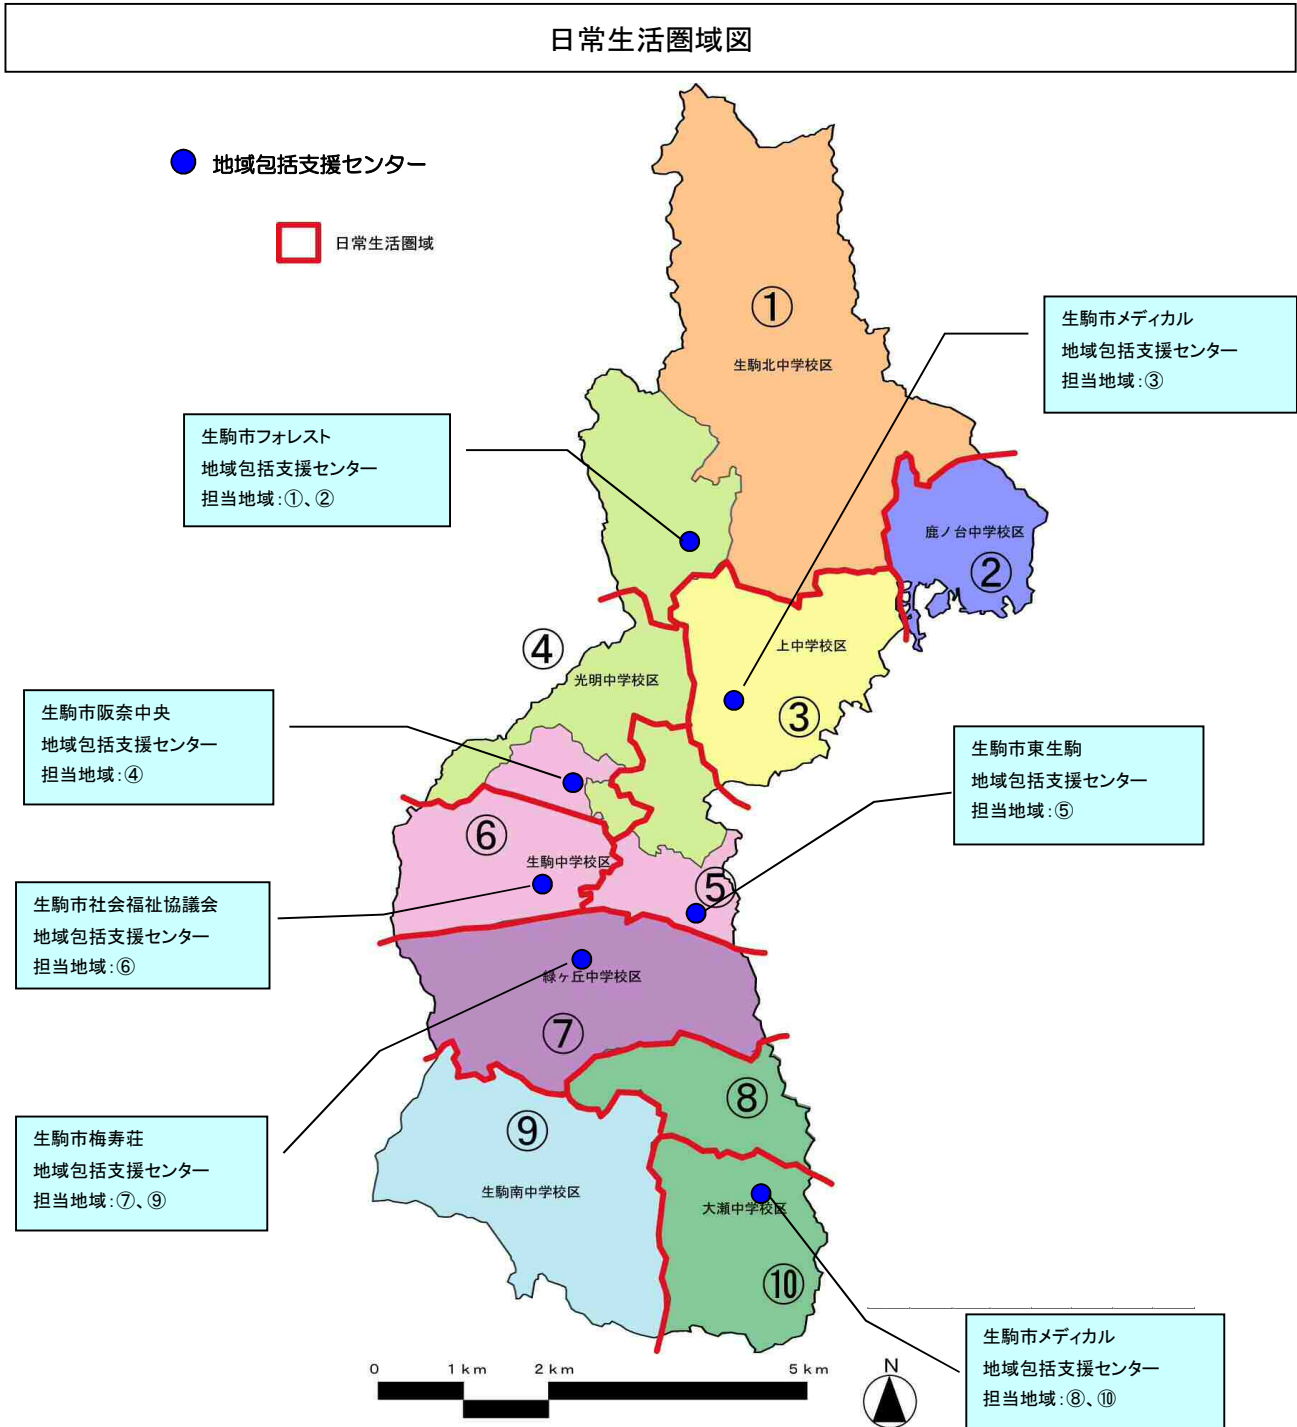 日常生活圏域図
地域包括支援センター
日常生活圏域
①
生駒北中学校区
生駒市メディカル
地域包括支援センター
担当地域:③
生駒市フォレスト
地域包括支援センター
担当地域:①、②
鹿ノ台中学校区
②
上中学校区
③
④
光明中学校区
生駒市阪奈中央
地域包括支援センター
担当地域:④
生駒市東生駒
地域包括支援センター
担当地域:⑤
⑥
生駒中学校区
⑤
生駒市社会福祉協議会
地域包括支援センター
担当地域:⑥
緑ヶ丘中学校区
⑦
⑧
⑨
生駒市梅寿荘
地域包括支援センター
担当地域:⑦、⑨
生駒南中学校区
大瀬中学校区
⑩
生駒市メディカル
地域包括支援センター
担当地域:⑧、⑩
0 1km 2km 5km
N